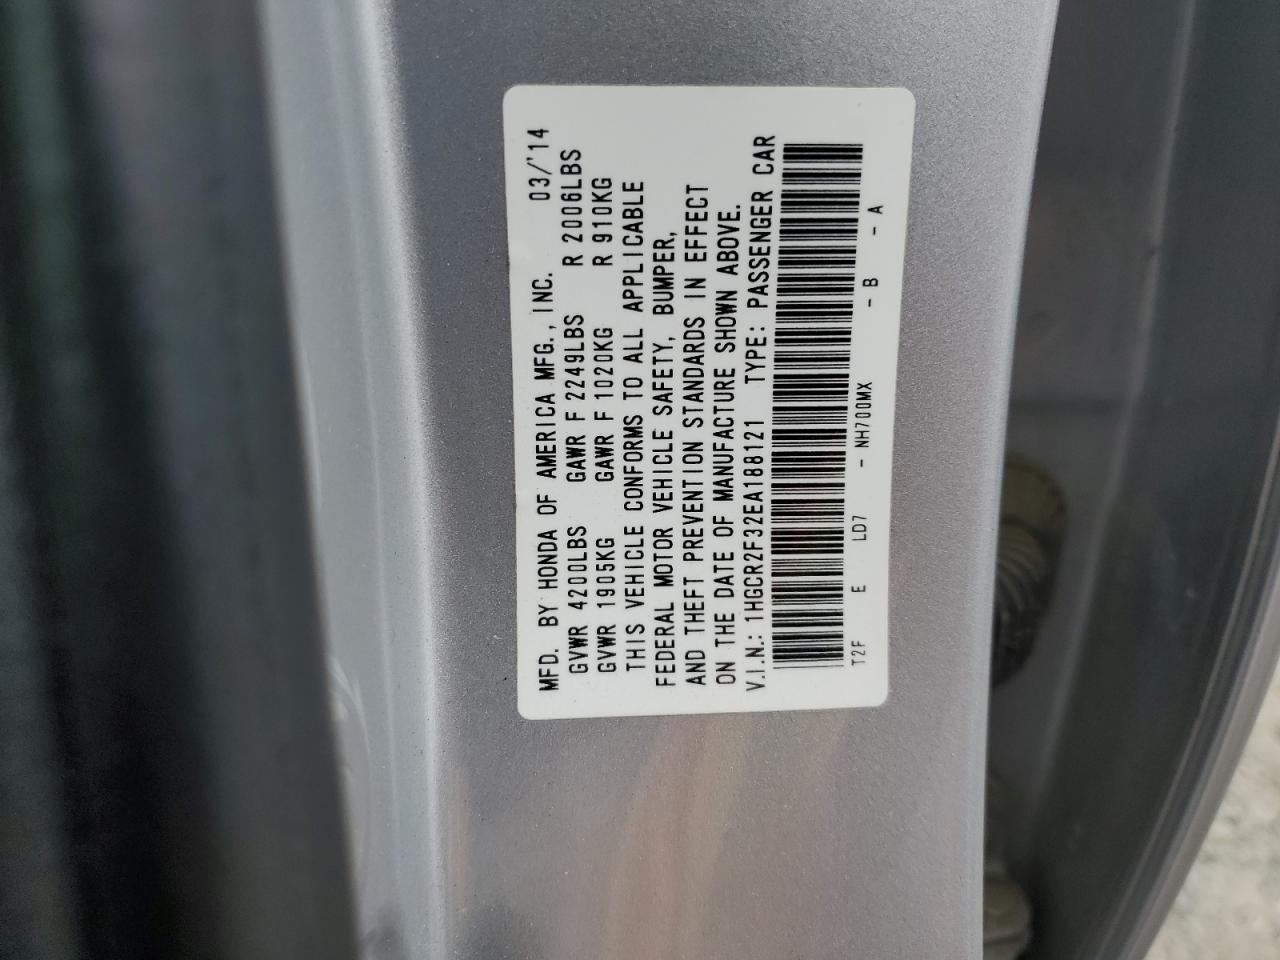 MFD. BY HONDA OF AMERICA MFG., INC. 03/'14
GVWR 4200LBS GAWR F 2249LBS R 2006LBS
GVWR 1905KG GAWR F 1020KG R 910KG
THIS VEHICLE CONFORMS TO ALL APPLICABLE
FEDERAL MOTOR VEHICLE SAFETY, BUMPER,
AND THEFT PREVENTION STANDARDS IN EFFECT
ON THE DATE OF MANUFACTURE SHOWN ABOVE.
V.I.N.: 1HGCR2F32EA188121 TYPE: PASSENGER CAR
T2F E LD7 - NH700MX - B - A